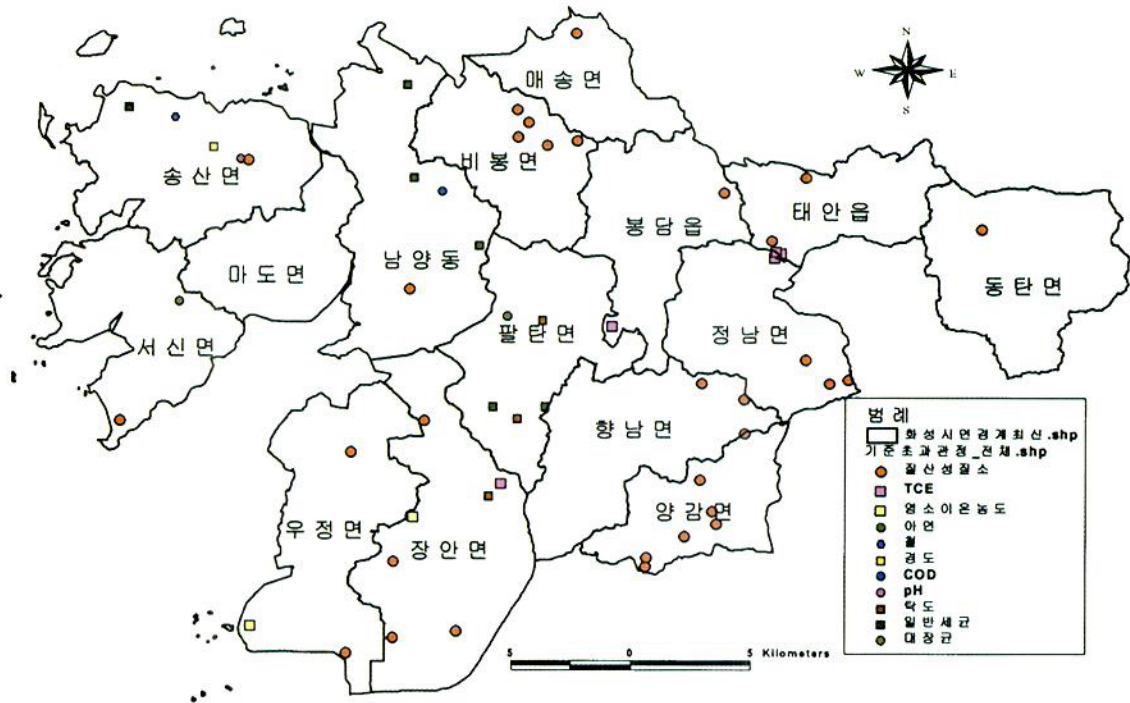 N
W E
S
매송면
비봉면
송산면
태안읍
봉담읍
남양동
마도면
동탄면
팔탄면
정남면
서신면
향남면
양감면
우정면
장안면
범례
화성시면경계최신.shp
기준초과관정_전체.shp
질산성질소
TCE
염소이온농도
아연
철
경도
COD
pH
탁도
일반세균
대장균
5 0 5 Kilometers